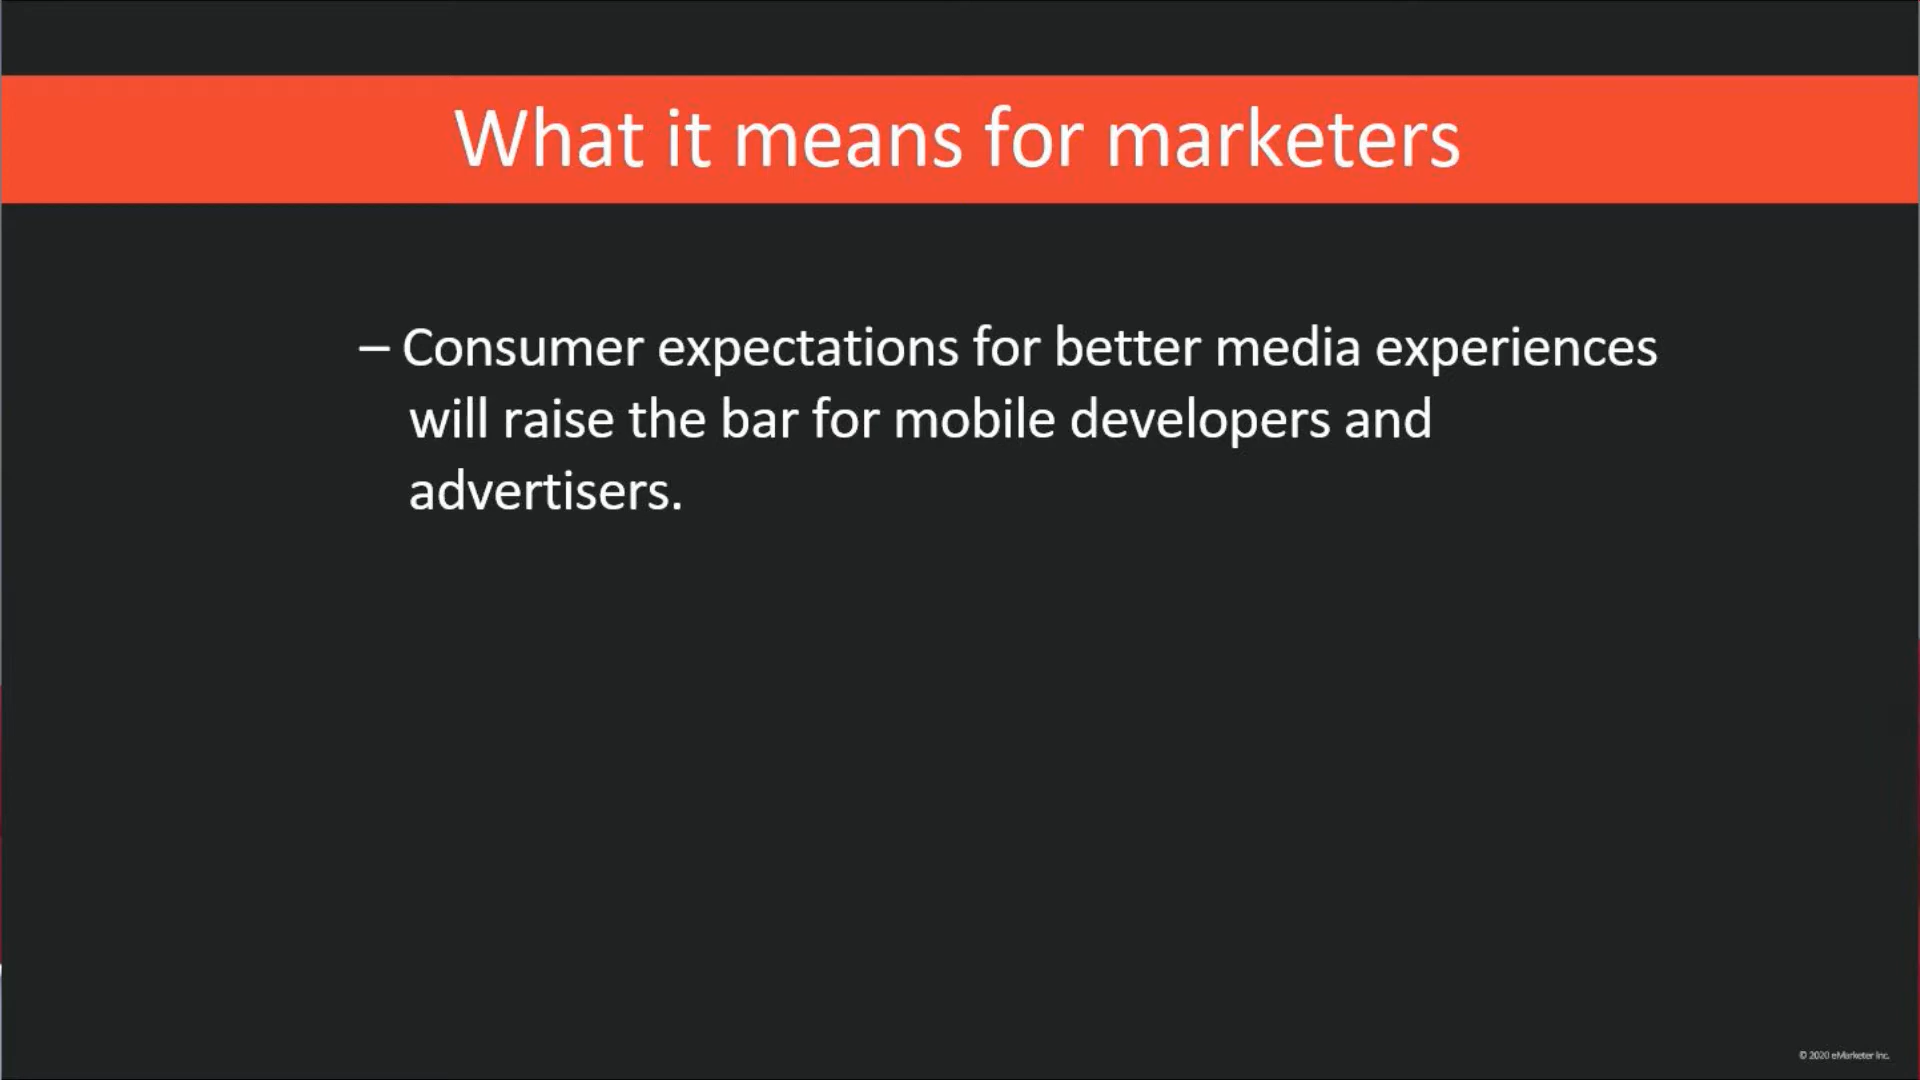 What it means for marketers
– Consumer expectations for better media experiences
will raise the bar for mobile developers and
advertisers.
© 2020 eMarketer Inc.